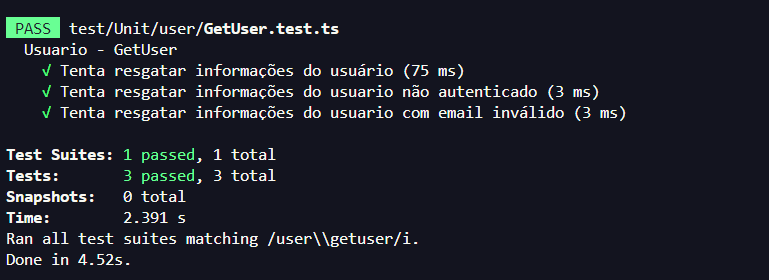 PASS test/Unit/user/GetUser.test.ts
Usuario - GetUser
√ Tenta resgatar informações do usuário (75 ms)
√ Tenta resgatar informações do usuario não autenticado (3 ms)
√ Tenta resgatar informações do usuario com email inválido (3 ms)
Test Suites: 1 passed, 1 total
Tests: 3 passed, 3 total
Snapshots: 0 total
Time: 2.391 s
Ran all test suites matching /user\\getuser/i.
Done in 4.52s.